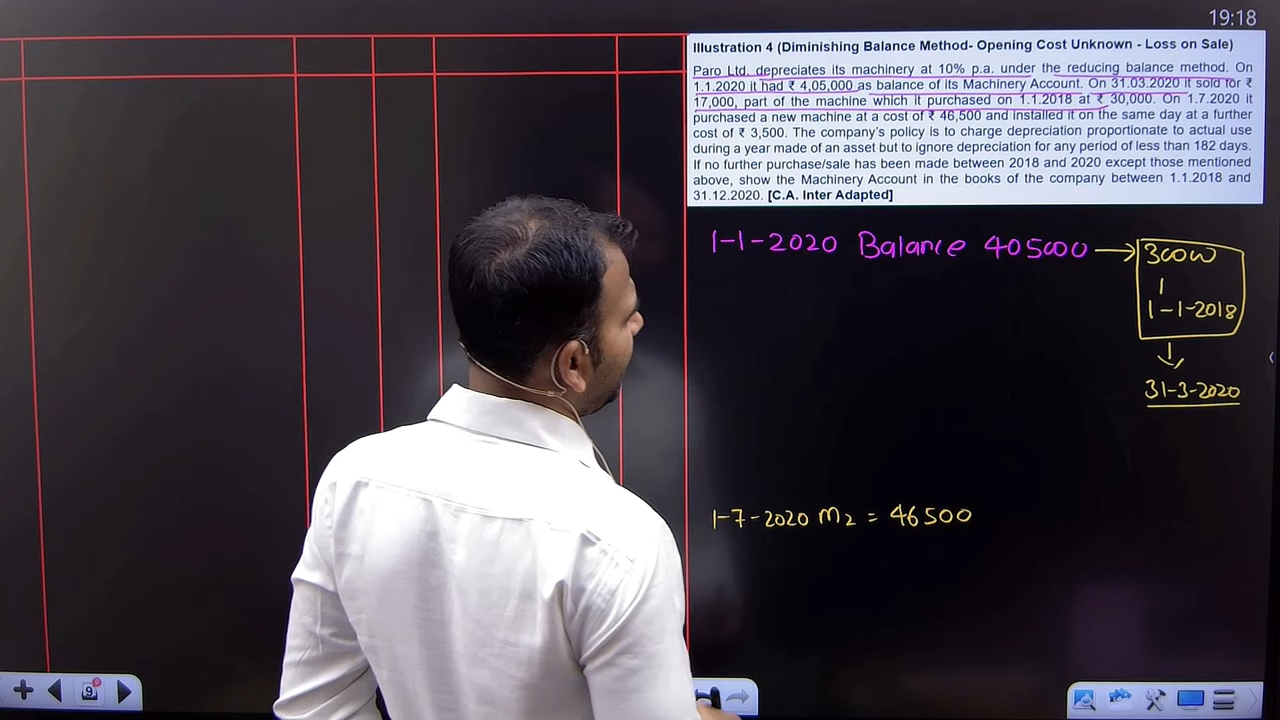 19:18
Illustration 4 (Diminishing Balance Method- Opening Cost Unknown - Loss on Sale)
Paro Ltd. depreciates its machinery at 10% p.a. under the reducing balance method. On
1.1.2020 it had ₹ 4,05,000 as balance of its Machinery Account. On 31.03.2020 it sold for ₹
17,000, part of the machine which it purchased on 1.1.2018 at ₹ 30,000. On 1.7.2020 it
purchased a new machine at a cost of ₹ 46,500 and installed it on the same day at a further
cost of ₹ 3,500. The company's policy is to charge depreciation proportionate to actual use
during a year made of an asset but to ignore depreciation for any period of less than 182 days.
If no further purchase/sale has been made between 2018 and 2020 except those mentioned
above, show the Machinery Account in the books of the company between 1.1.2018 and
31.12.2020. [C.A. Inter Adapted]
1-1-2020 Balance 405000 → 30000
1-1-2018
31-3-2020
1-7-2020 M2 = 46500
9